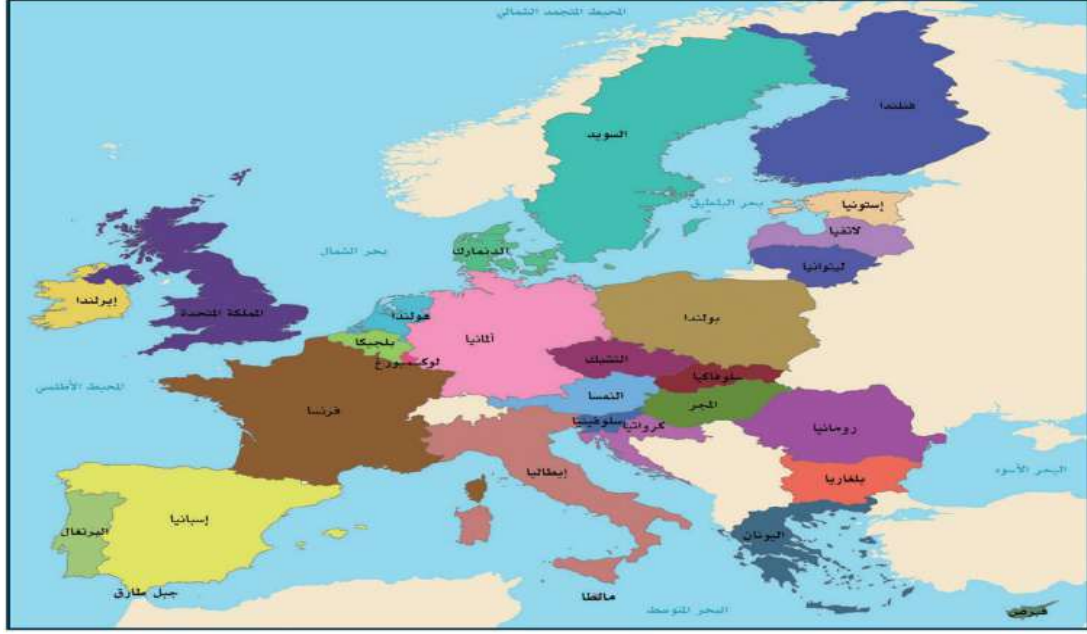 المحيط المتجمد الشمالي
فنلندا
السويد
إستونيا
بحر البلطيق
لاتفيا
بحر الشمال
الدنمارك
ليتوانيا
إيرلندا
المملكة المتحدة
هولندا
بولندا
ألمانيا
بلجيكا
التشيك
لوكسمبورغ
سلوفاكيا
المحيط الأطلسي
النمسا
المجر
فرنسا
سلوفينيا
كرواتيا
رومانيا
إيطاليا
البحر الأسود
بلغاريا
إسبانيا
البرتغال
اليونان
جبل طارق
مالطا
البحر المتوسط
قبرص